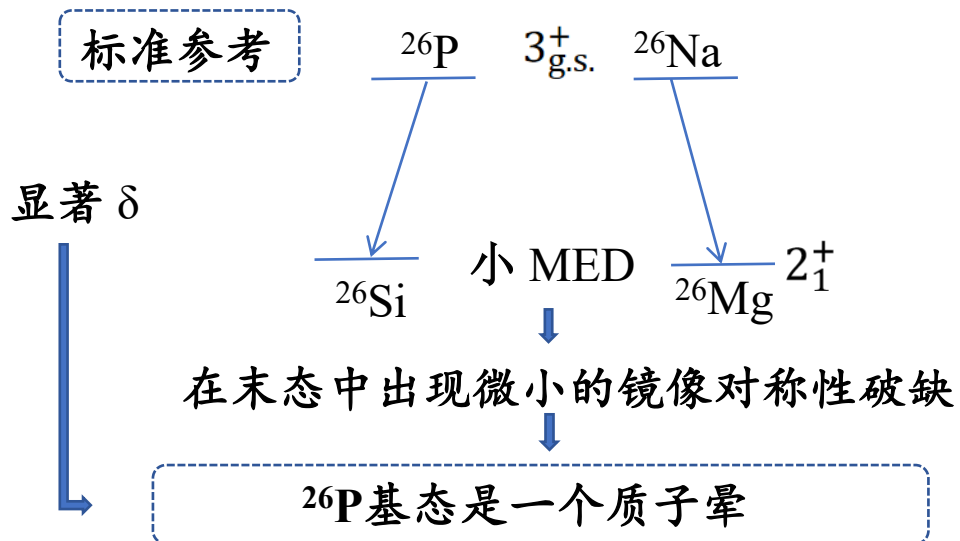 标准参考
²⁶P 3⁺g.s. ²⁶Na
显著 δ
小 MED 2⁺₁
²⁶Si ²⁶Mg
在末态中出现微小的镜像对称性破缺
²⁶P基态是一个质子晕